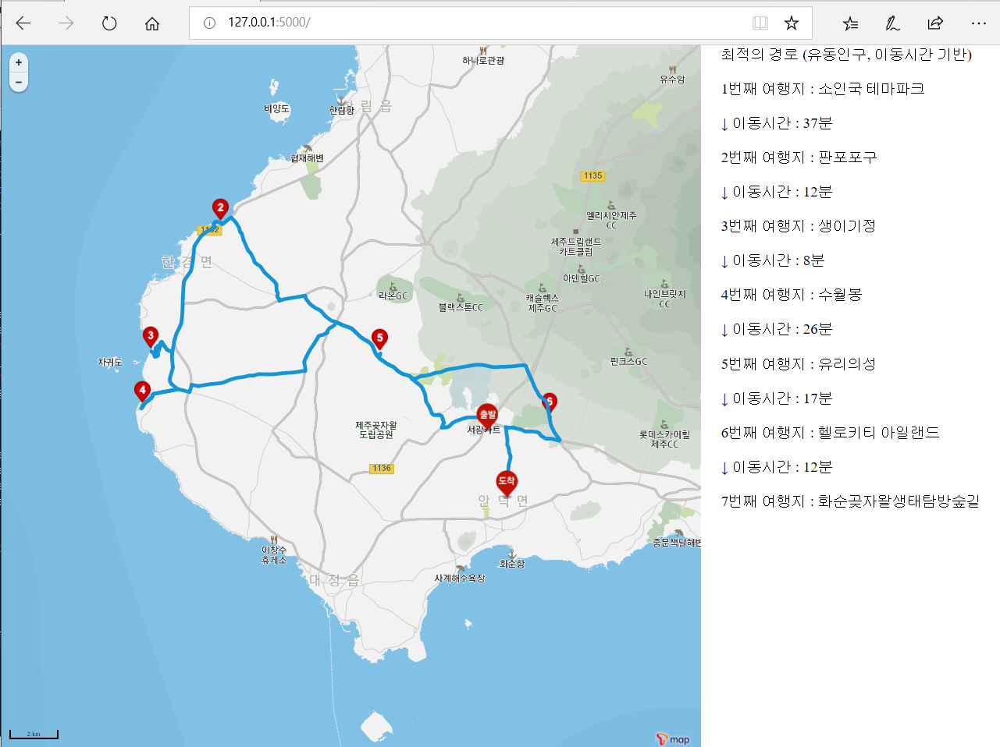 127.0.0.1:5000/
+
−
하나로관광
유수암
비양도
한림항
한림읍
협재해변
1135
엘리시안제주
CC
2
1132
제주드림랜드
카트클럽
한경면
아덴힐GC
라온GC
블랙스톤CC
캐슬렉스
제주GC
나인브릿지
CC
3
5
차귀도
핀크스GC
4
6
출발
서광카트
제주곶자왈
도립공원
롯데스카이힐
제주CC
1136
도착
안덕면
이창수
휴게소
중문색달해변
화순항
사계해수욕장
대정읍
2 km
T map
최적의 경로 (유동인구, 이동시간 기반)
1번째 여행지 : 소인국 테마파크
↓ 이동시간 : 37분
2번째 여행지 : 판포포구
↓ 이동시간 : 12분
3번째 여행지 : 생이기정
↓ 이동시간 : 8분
4번째 여행지 : 수월봉
↓ 이동시간 : 26분
5번째 여행지 : 유리의성
↓ 이동시간 : 17분
6번째 여행지 : 헬로키티 아일랜드
↓ 이동시간 : 12분
7번째 여행지 : 화순곶자왈생태탐방숲길